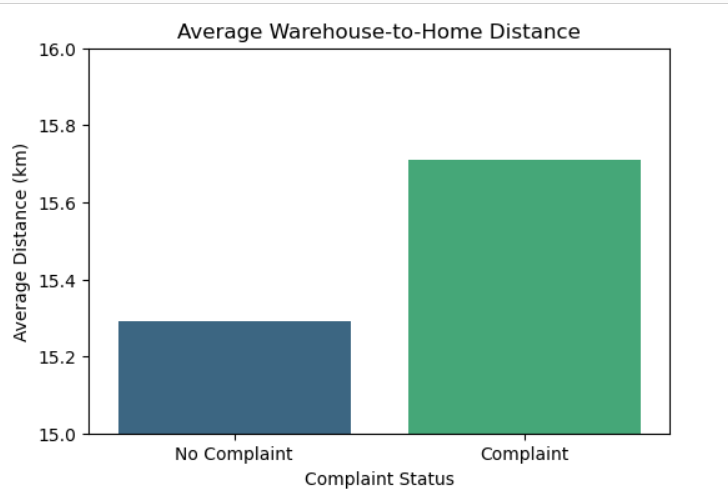 Average Warehouse-to-Home Distance
16.0
15.8
15.6
15.4
15.2
15.0
Average Distance (km)
No Complaint
Complaint
Complaint Status